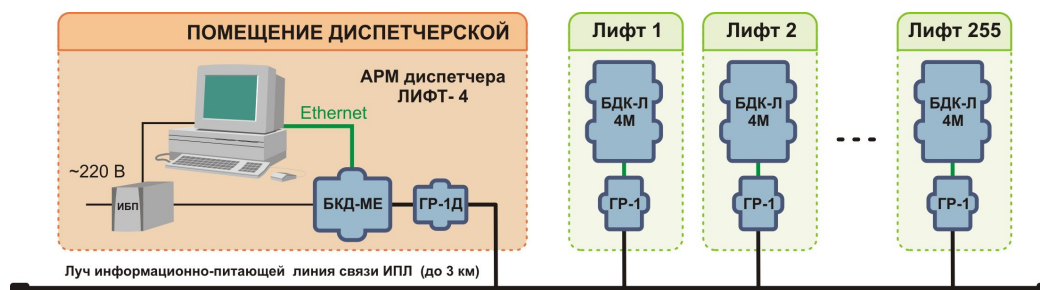 ПОМЕЩЕНИЕ ДИСПЕТЧЕРСКОЙ
АРМ диспетчера
ЛИФТ- 4
Ethernet
~220 В
ИБП
БКД-МЕ
ГР-1Д
Лифт 1
БДК-Л
4М
ГР-1
Лифт 2
БДК-Л
4М
ГР-1
Лифт 255
БДК-Л
4М
ГР-1
Луч информационно-питающей линия связи ИПЛ (до 3 км)